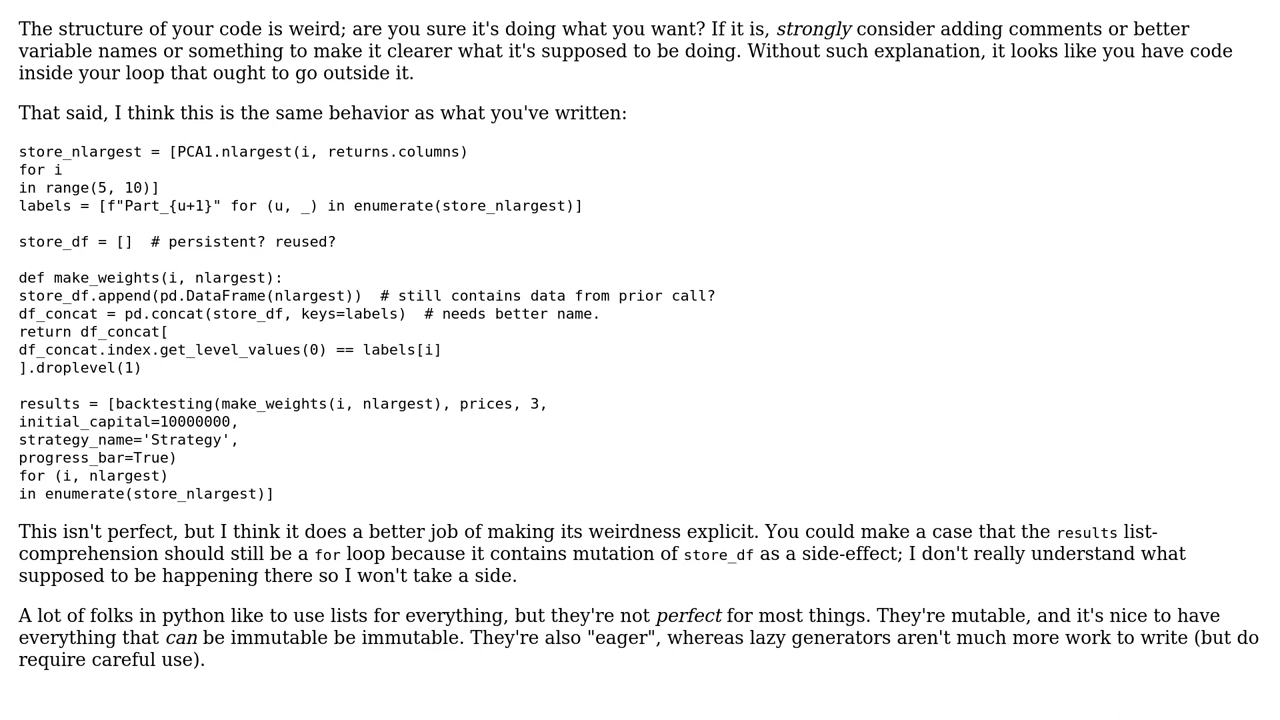 The structure of your code is weird; are you sure it's doing what you want? If it is, strongly consider adding comments or better
variable names or something to make it clearer what it's supposed to be doing. Without such explanation, it looks like you have code
inside your loop that ought to go outside it.
That said, I think this is the same behavior as what you've written:
store_nlargest = [PCA1.nlargest(i, returns.columns)
for i
in range(5, 10)]
labels = [f"Part_{u+1}" for (u, _) in enumerate(store_nlargest)]
store_df = []  # persistent? reused?
def make_weights(i, nlargest):
store_df.append(pd.DataFrame(nlargest))  # still contains data from prior call?
df_concat = pd.concat(store_df, keys=labels)  # needs better name.
return df_concat[
df_concat.index.get_level_values(0) == labels[i]
].droplevel(1)
results = [backtesting(make_weights(i, nlargest), prices, 3,
initial_capital=10000000,
strategy_name='Strategy',
progress_bar=True)
for (i, nlargest)
in enumerate(store_nlargest)]
This isn't perfect, but I think it does a better job of making its weirdness explicit. You could make a case that the results list-
comprehension should still be a for loop because it contains mutation of store_df as a side-effect; I don't really understand what
supposed to be happening there so I won't take a side.
A lot of folks in python like to use lists for everything, but they're not perfect for most things. They're mutable, and it's nice to have
everything that can be immutable be immutable. They're also "eager", whereas lazy generators aren't much more work to write (but do
require careful use).